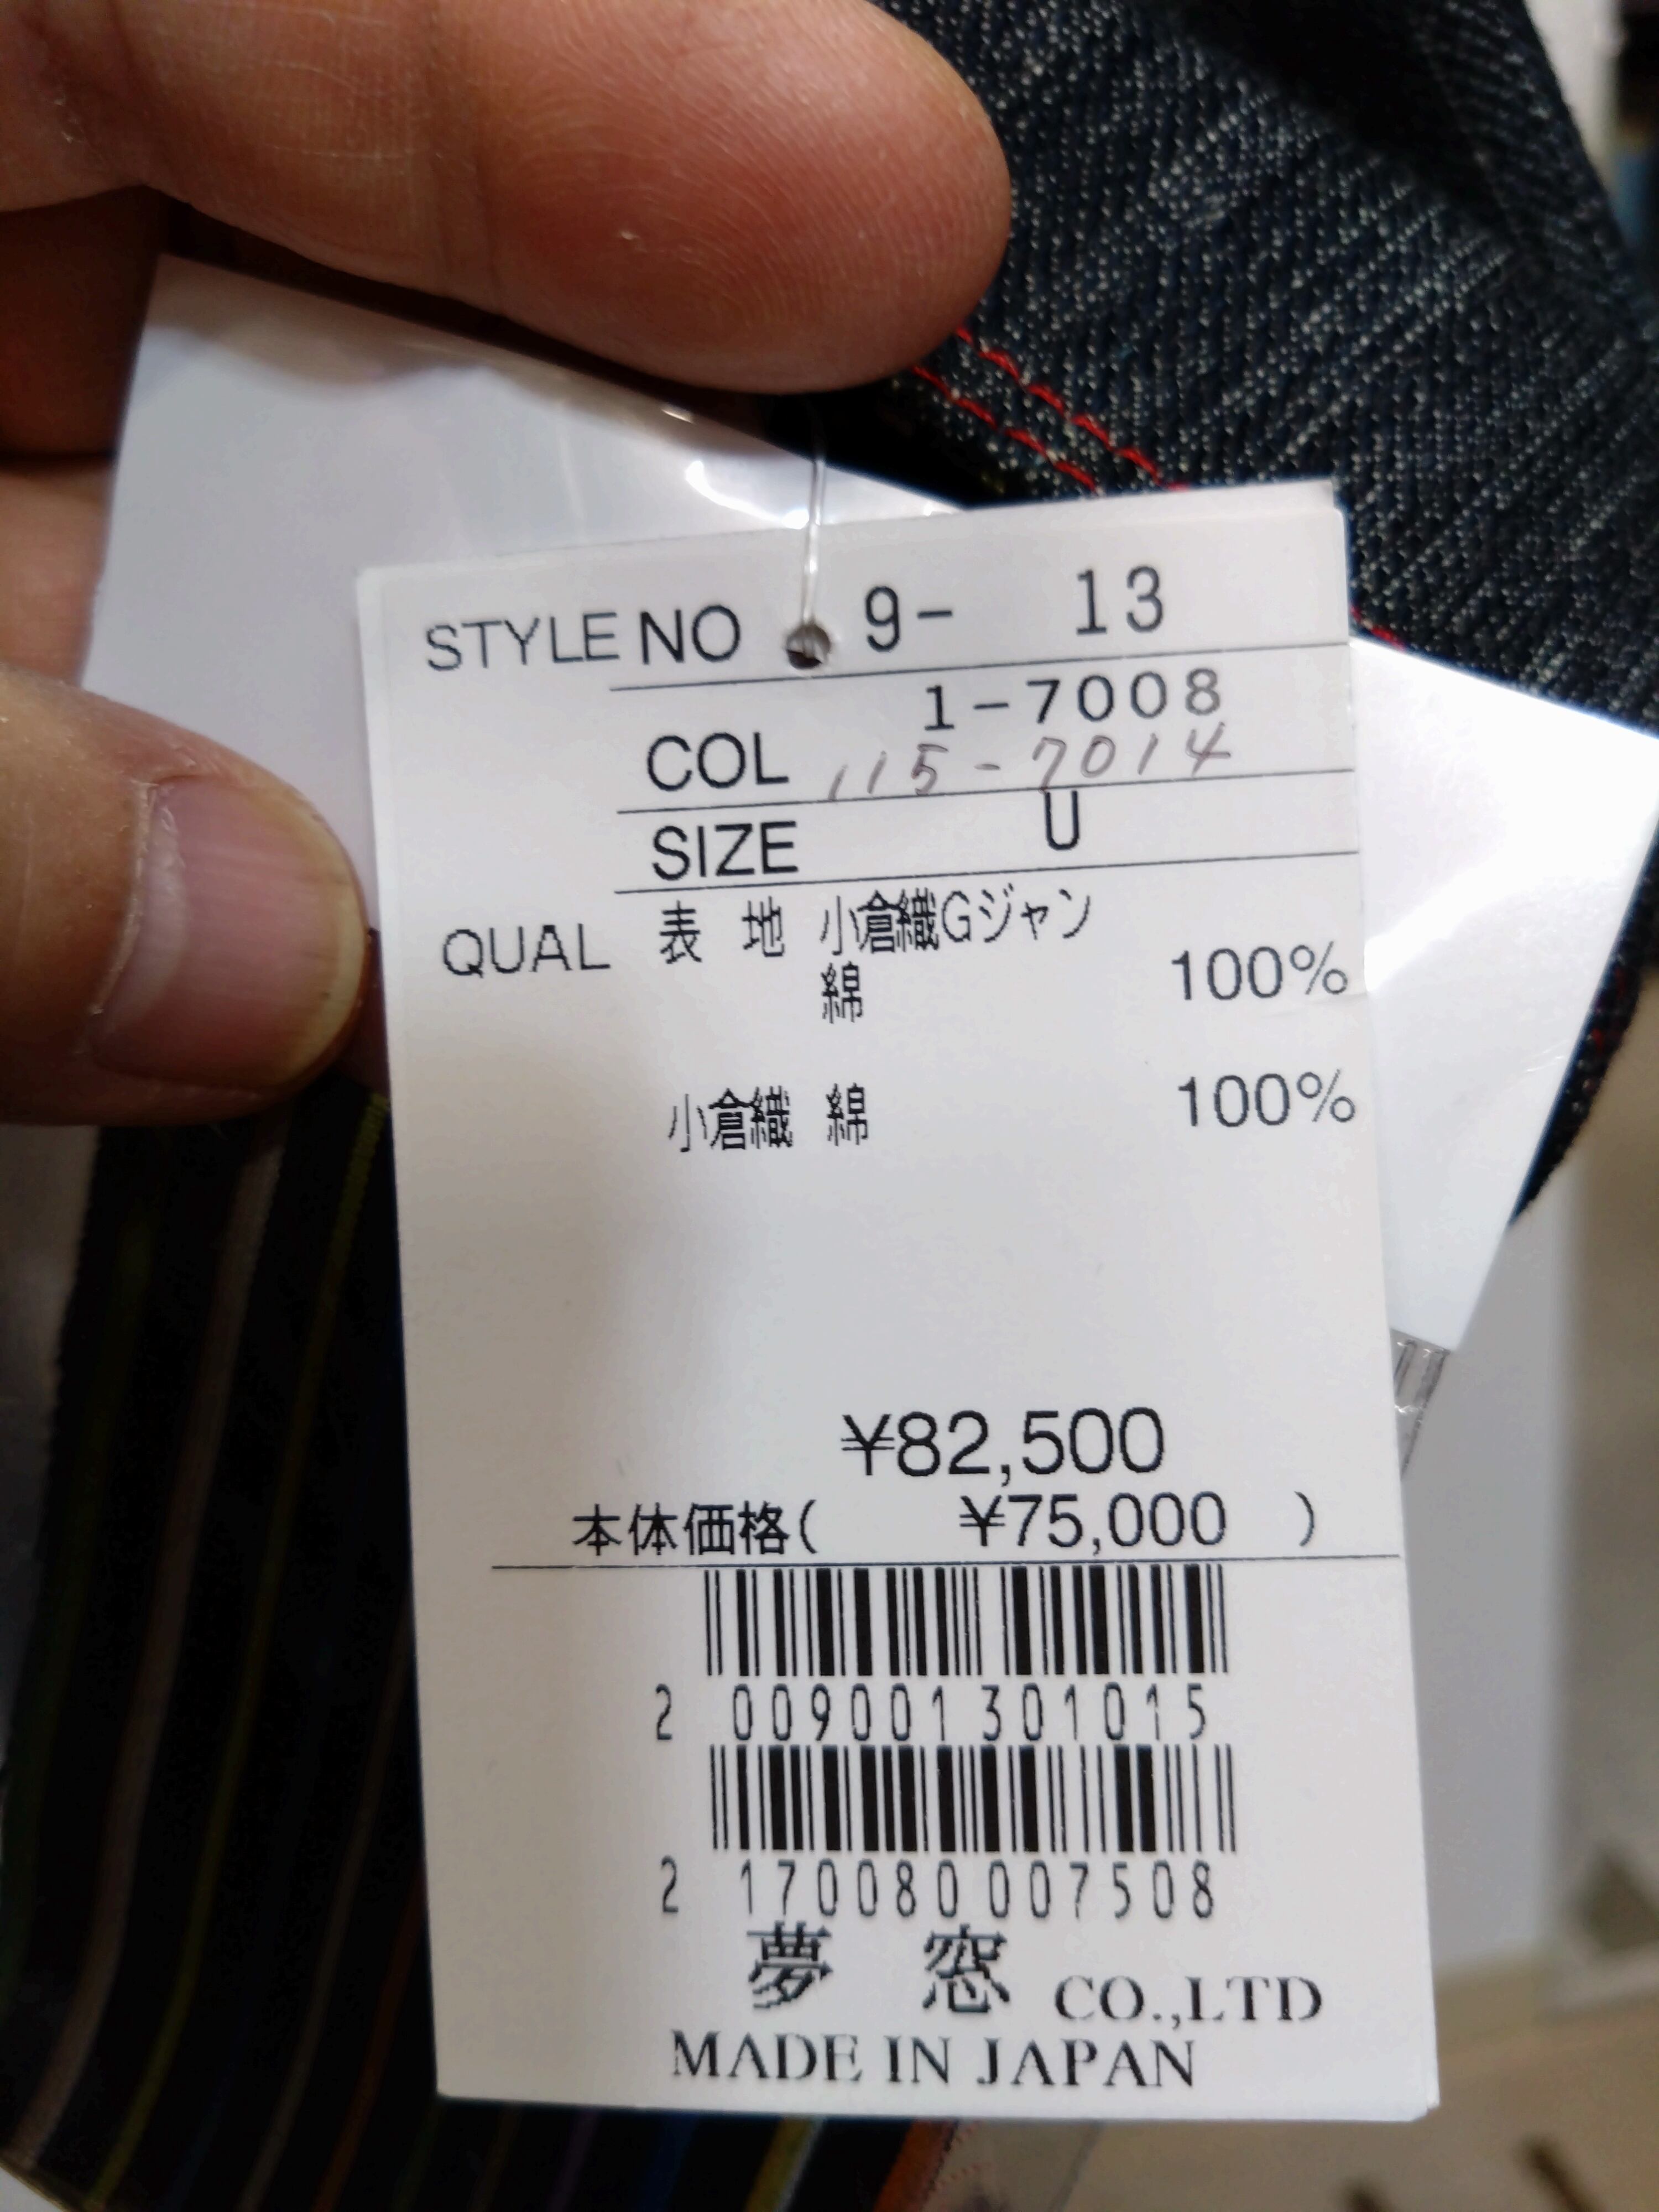 STYLE NO 9- 13
1-7008
COL 115-7014
SIZE U
QUAL 表 地 小倉織Gジャン
綿 100%
小倉織 綿 100%
¥82,500
本体価格( ¥75,000 )
2 009001 301015
2 170080 007508
夢 窓 CO.,LTD
MADE IN JAPAN